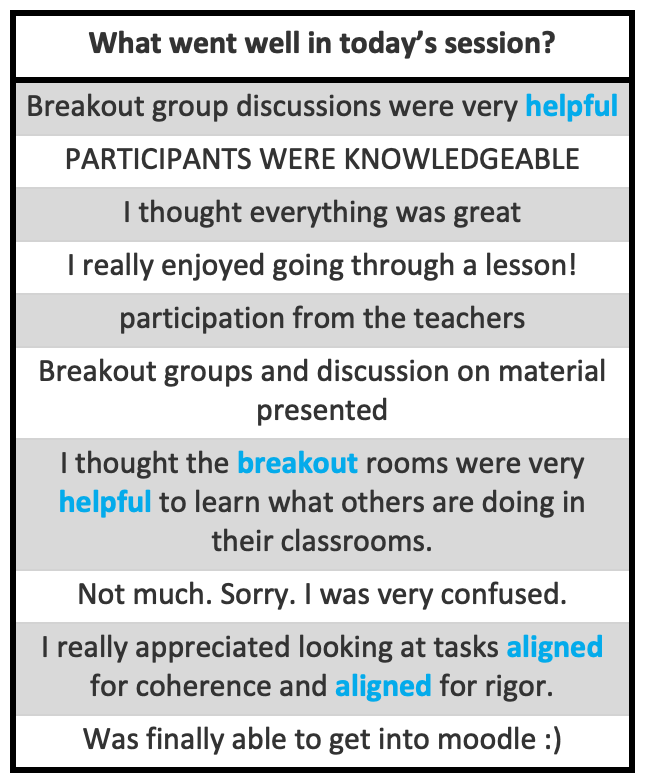 What went well in today’s session?
Breakout group discussions were very helpful
PARTICIPANTS WERE KNOWLEDGEABLE
I thought everything was great
I really enjoyed going through a lesson!
participation from the teachers
Breakout groups and discussion on material
presented
I thought the breakout rooms were very
helpful to learn what others are doing in
their classrooms.
Not much. Sorry. I was very confused.
I really appreciated looking at tasks aligned
for coherence and aligned for rigor.
Was finally able to get into moodle :)